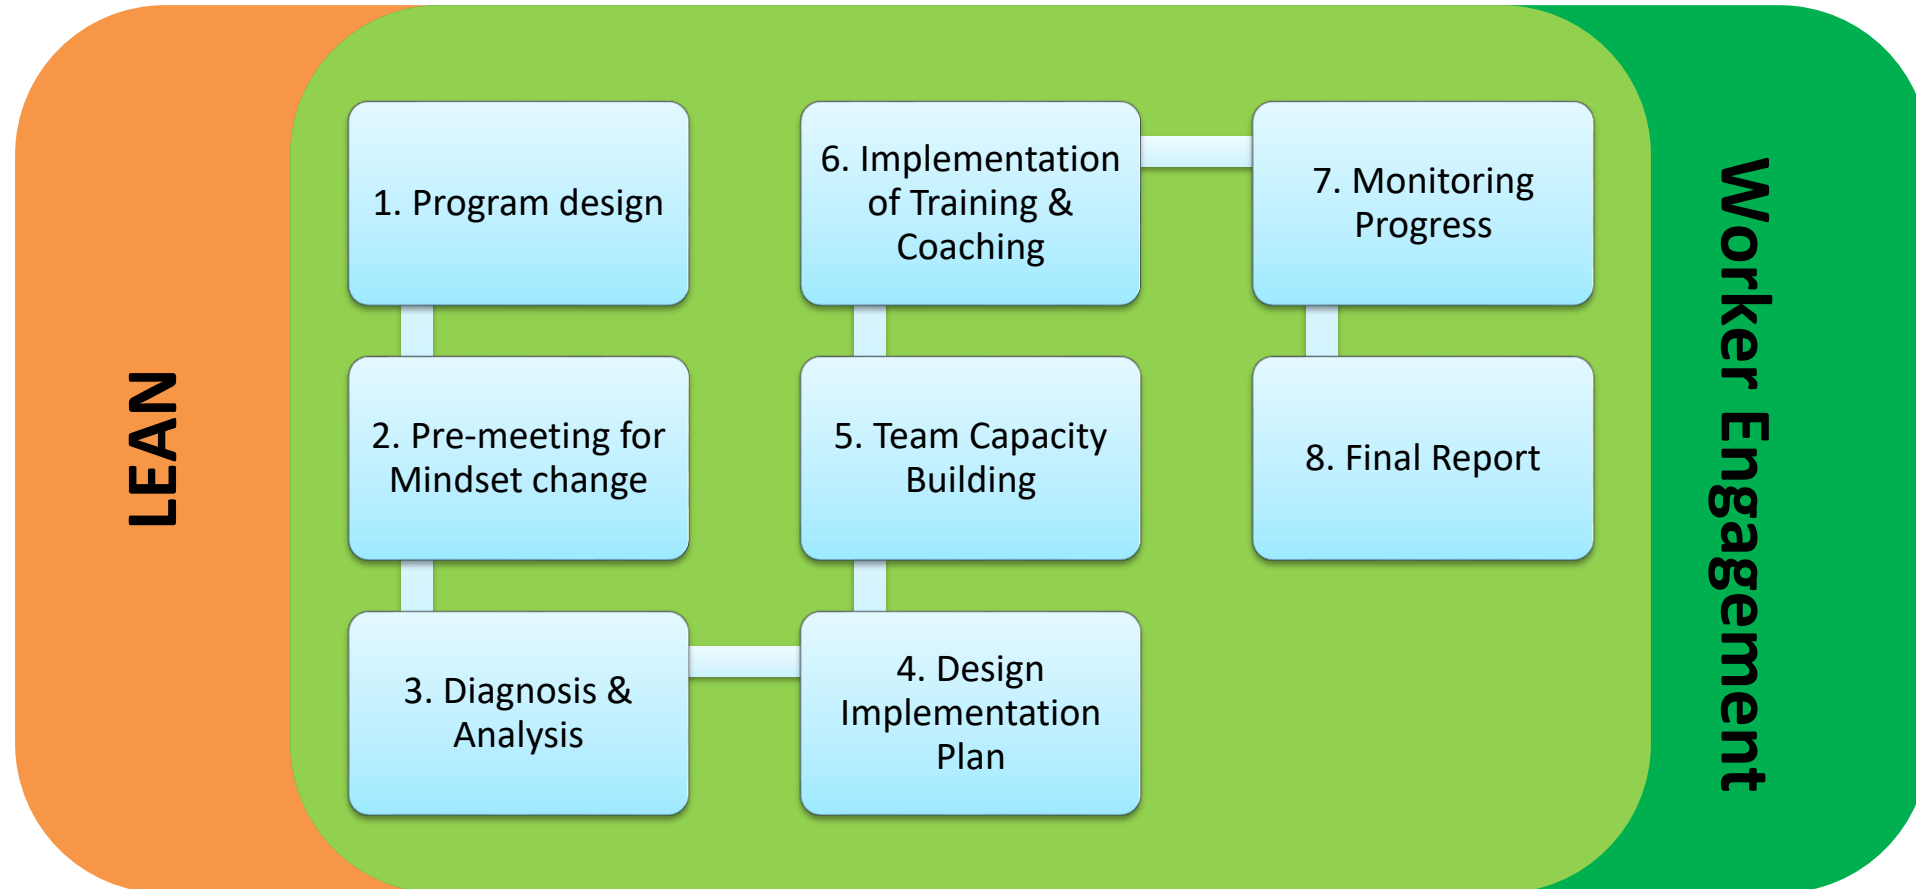 LEAN
1. Program design
2. Pre-meeting for
Mindset change
3. Diagnosis &
Analysis
4. Design
Implementation
Plan
5. Team Capacity
Building
6. Implementation
of Training &
Coaching
7. Monitoring
Progress
8. Final Report
Worker Engagement